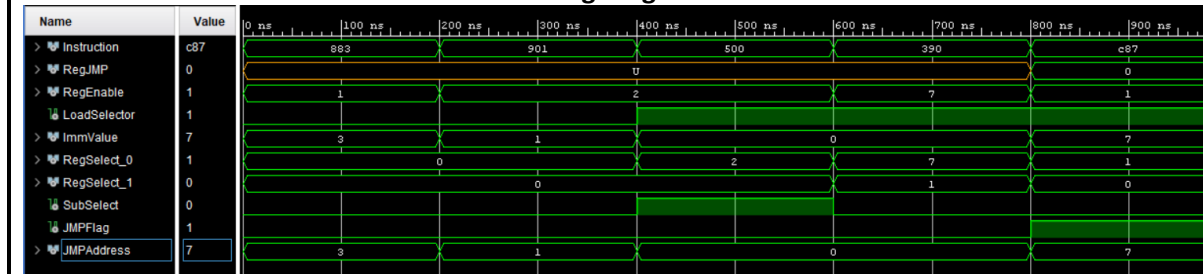 Name Value 0 ns 100 ns 200 ns 300 ns 400 ns 500 ns 600 ns 700 ns 800 ns 900 ns
Instruction c87 883 901 500 390 c87
RegJMP 0 U 0
RegEnable 1 1 2 7 1
LoadSelector 1
ImmValue 7 3 1 0 7
RegSelect_0 1 0 2 7 1
RegSelect_1 0 0 1 0
SubSelect 0
JMPFlag 1
JMPAddress 7 3 1 0 7